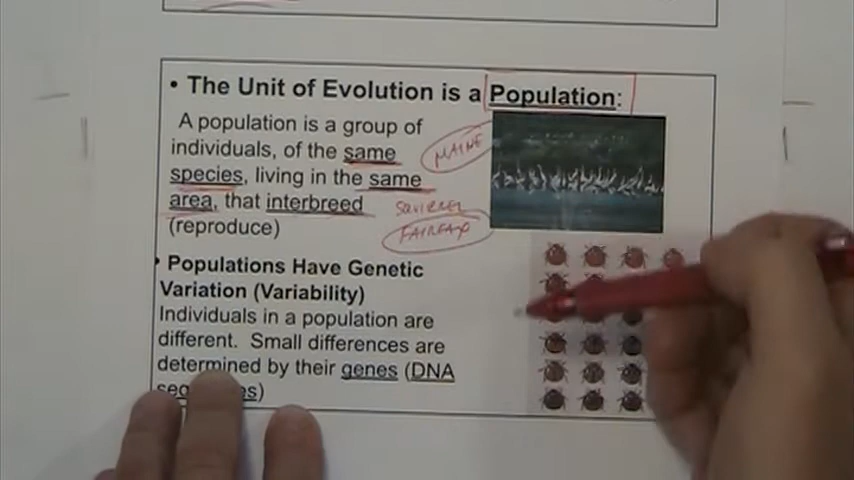 • The Unit of Evolution is a Population:
A population is a group of
individuals, of the same
species, living in the same
area, that interbreed
(reproduce)
MAINE
SQUIRREL
FAIRFAX
• Populations Have Genetic
Variation (Variability)
Individuals in a population are
different. Small differences are
determined by their genes (DNA